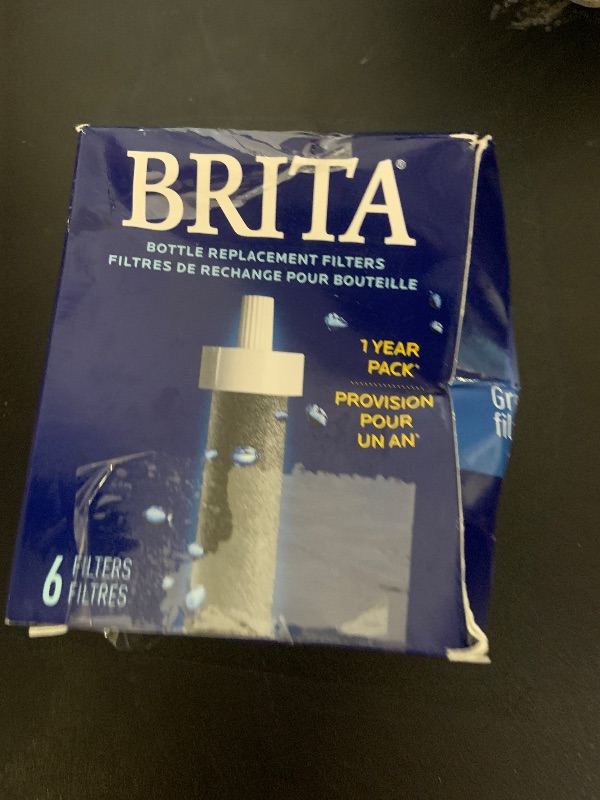 BRITA®
BOTTLE REPLACEMENT FILTERS
FILTRES DE RECHANGE POUR BOUTEILLE
1 YEAR
PACK*
PROVISION
POUR
UN AN*
6 FILTERS
FILTRES